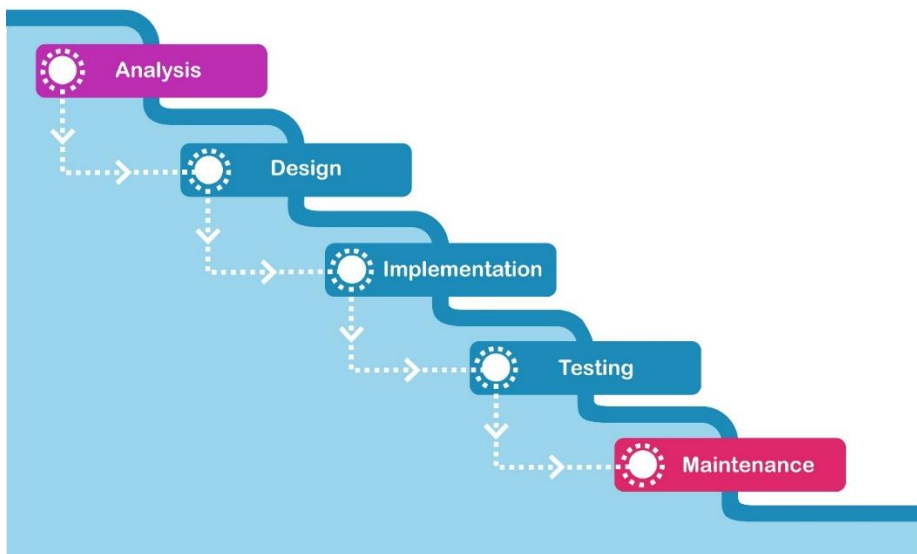 Analysis
Design
Implementation
Testing
Maintenance